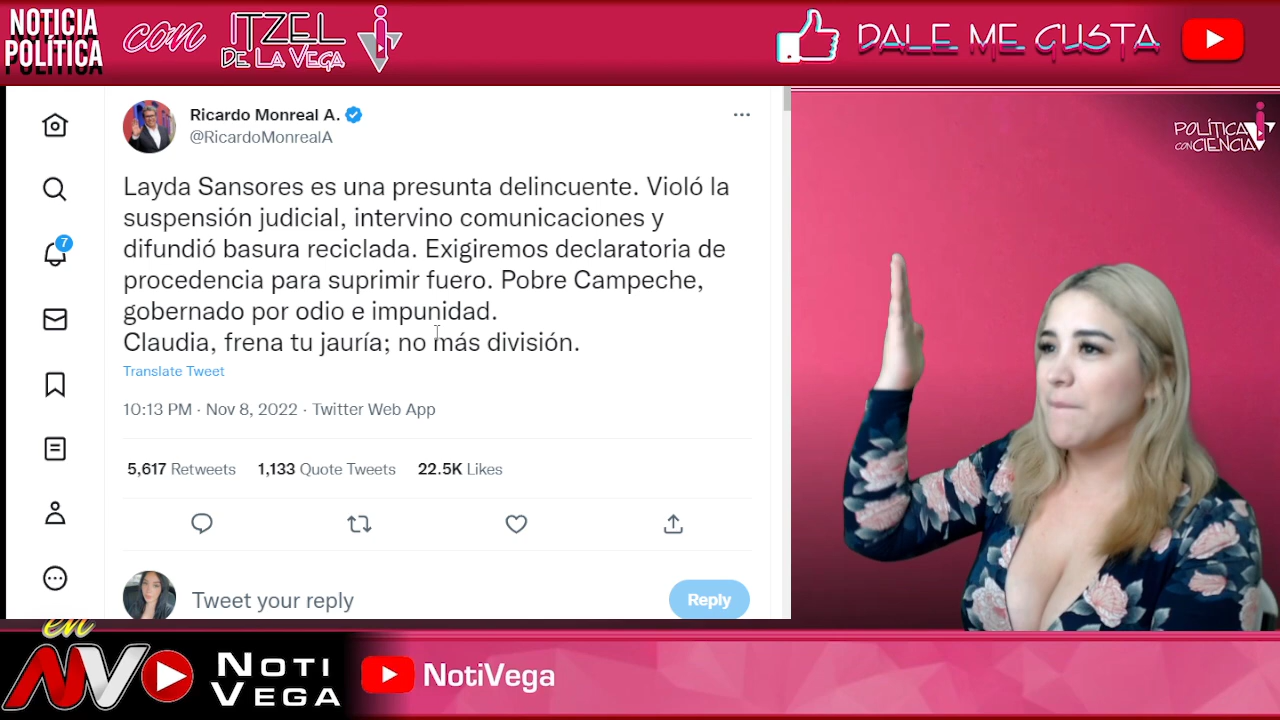 NOTICIA
POLÍTICA
con
ITZEL
DE LA VEGA
DALE ME GUSTA
Ricardo Monreal A.
@RicardoMonrealA
Layda Sansores es una presunta delincuente. Violó la
suspensión judicial, intervino comunicaciones y
difundió basura reciclada. Exigiremos declaratoria de
procedencia para suprimir fuero. Pobre Campeche,
gobernado por odio e impunidad.
Claudia, frena tu jauría; no más división.
Translate Tweet
10:13 PM · Nov 8, 2022 · Twitter Web App
5,617 Retweets 1,133 Quote Tweets 22.5K Likes
Tweet your reply
Reply
7
POLÍTICA
CON CIENCIA
en
NV
NOTI
VEGA
NotiVega